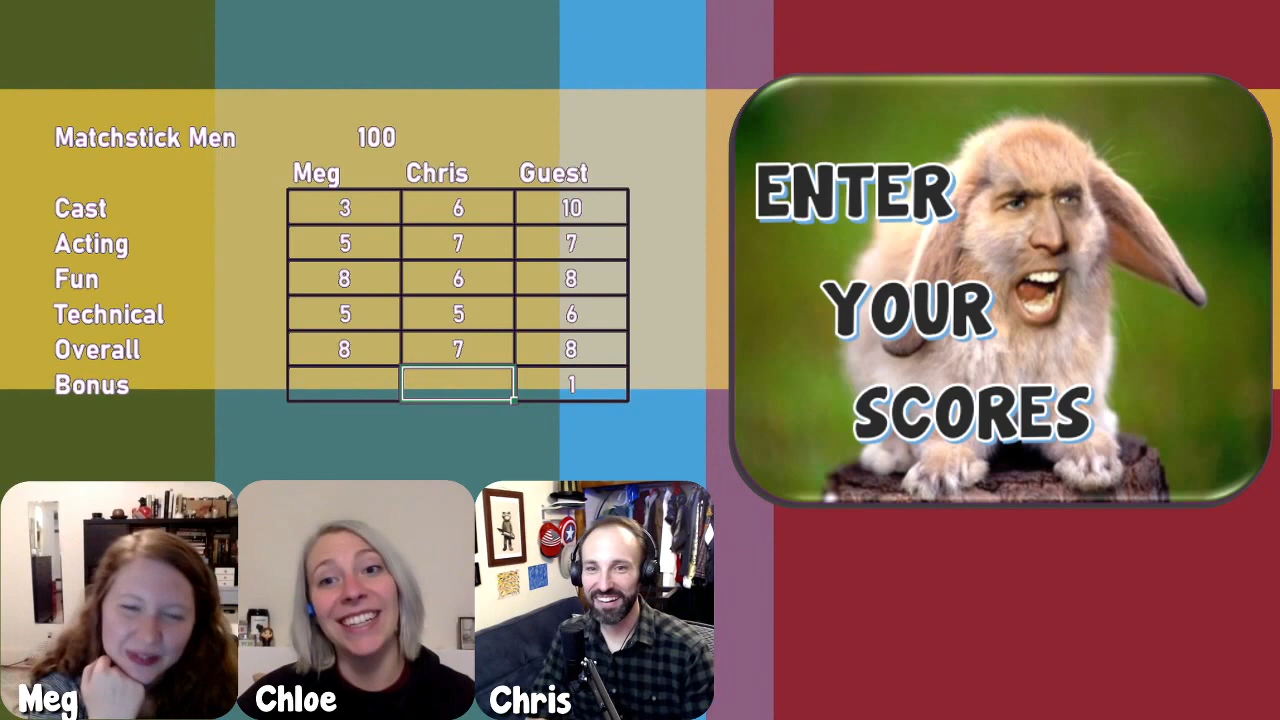 Matchstick Men 100
Meg Chris Guest
Cast 3 6 10
Acting 5 7 7
Fun 8 6 8
Technical 5 5 6
Overall 8 7 8
Bonus 1
ENTER
YOUR
SCORES
Meg
Chloe
Chris